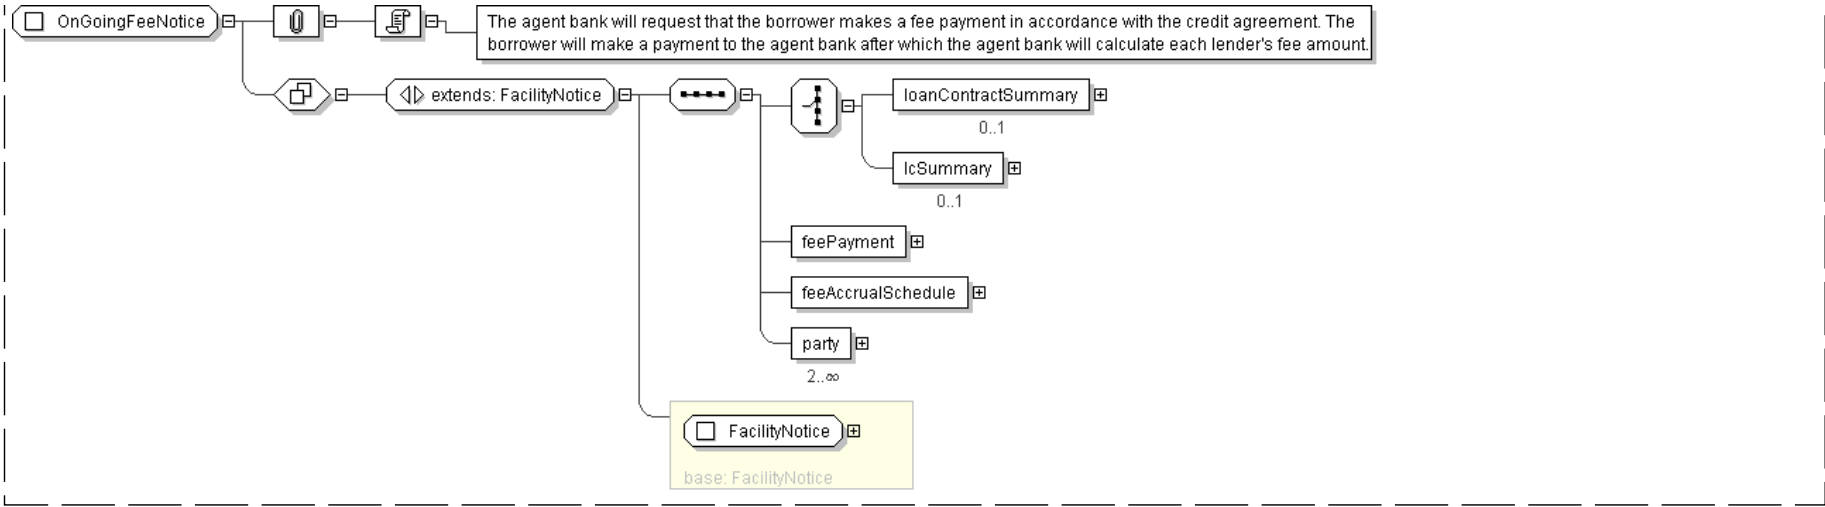 OnGoingFeeNotice
The agent bank will request that the borrower makes a fee payment in accordance with the credit agreement. The
borrower will make a payment to the agent bank after which the agent bank will calculate each lender's fee amount.
extends: FacilityNotice
loanContractSummary
0..1
lcSummary
0..1
feePayment
feeAccrualSchedule
party
2..∞
FacilityNotice
base: FacilityNotice